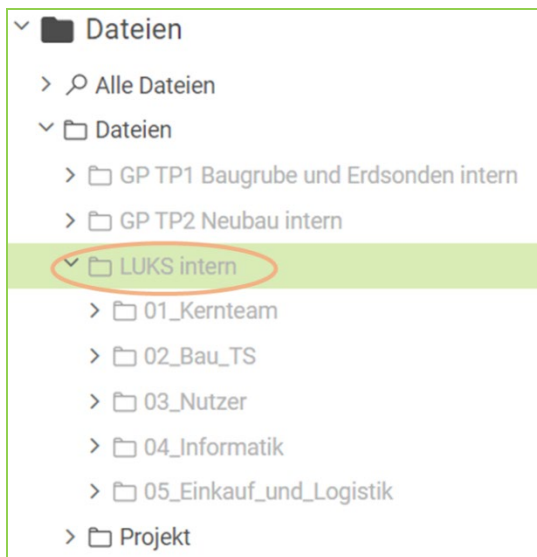 Dateien
Alle Dateien
Dateien
GP TP1 Baugrube und Erdsonden intern
GP TP2 Neubau intern
LUKS intern
01_Kernteam
02_Bau_TS
03_Nutzer
04_Informatik
05_Einkauf_und_Logistik
Projekt